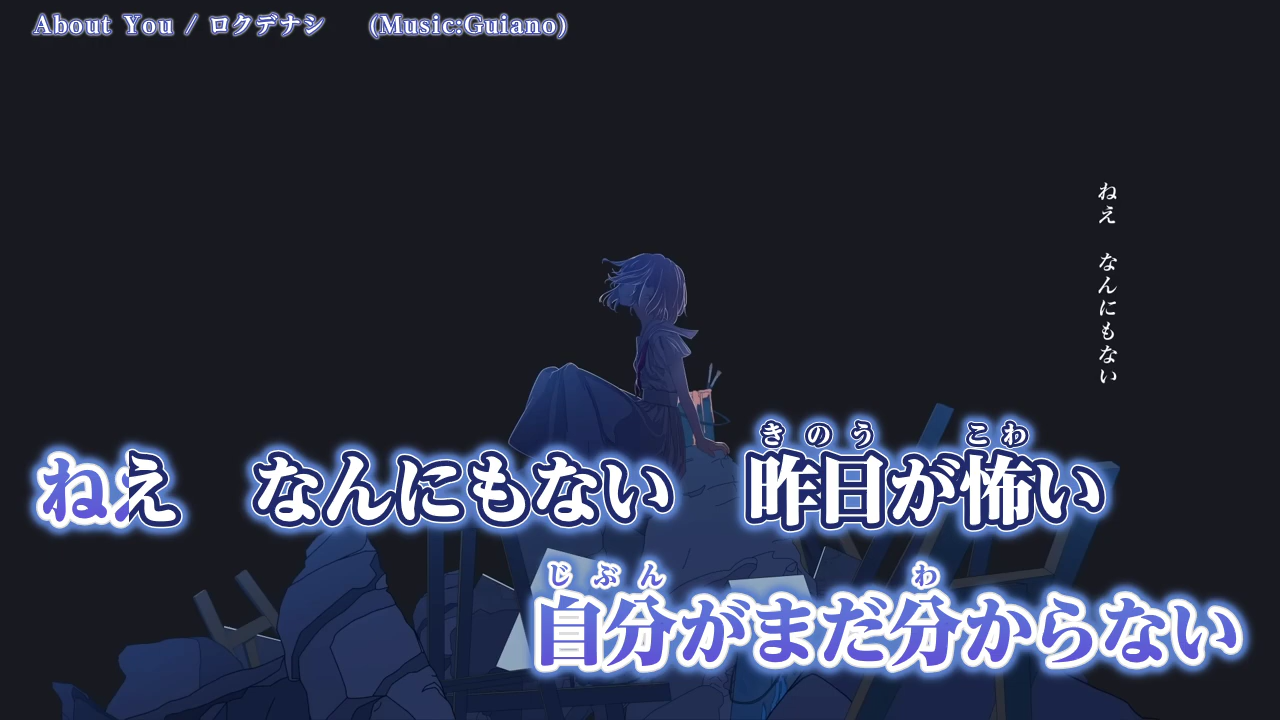 About You / ロクデナシ　(Music:Guiano)
ねえ　なんにもない
きのう　こわ
ねえ　なんにもない　昨日が怖い
じぶん　わ
自分がまだ分からない